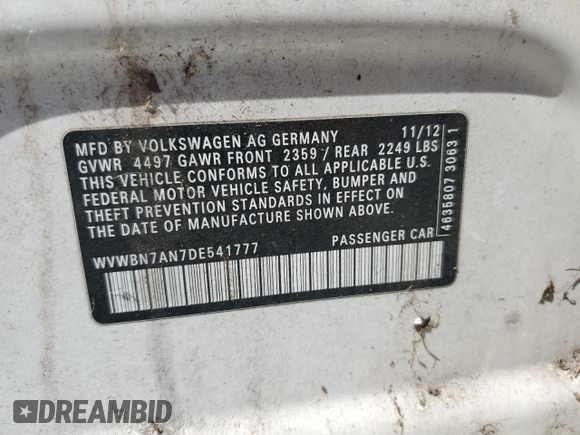 MFD BY VOLKSWAGEN AG GERMANY 11/12
GVWR 4497 GAWR FRONT 2359 / REAR 2249 LBS
THIS VEHICLE CONFORMS TO ALL APPLICABLE U.S.
FEDERAL MOTOR VEHICLE SAFETY, BUMPER AND
THEFT PREVENTION STANDARDS IN EFFECT ON
THE DATE OF MANUFACTURE SHOWN ABOVE.
WVWBN7AN7DE541777 PASSENGER CAR
4635807 3063 1
DREAMBID